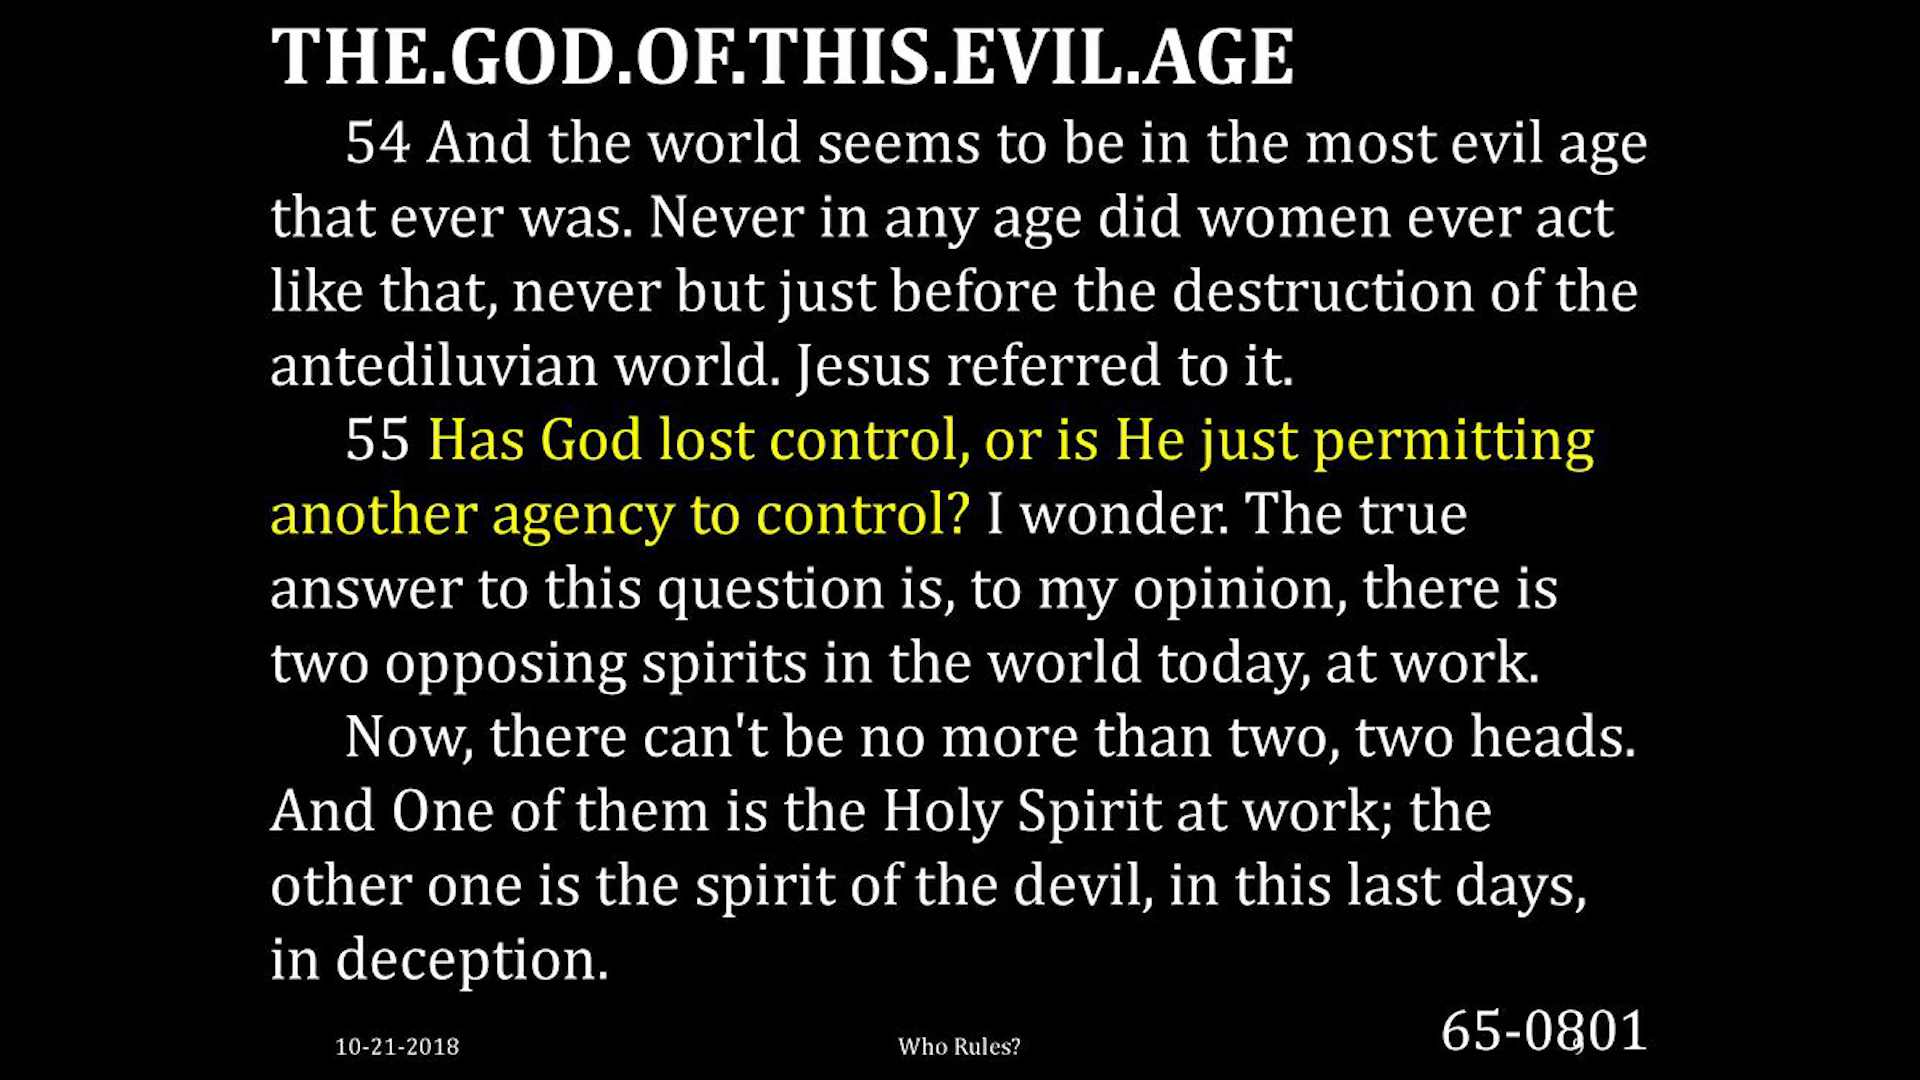 THE.GOD.OF.THIS.EVIL.AGE
54 And the world seems to be in the most evil age
that ever was. Never in any age did women ever act
like that, never but just before the destruction of the
antediluvian world. Jesus referred to it.
55 Has God lost control, or is He just permitting
another agency to control? I wonder. The true
answer to this question is, to my opinion, there is
two opposing spirits in the world today, at work.
Now, there can't be no more than two, two heads.
And One of them is the Holy Spirit at work; the
other one is the spirit of the devil, in this last days,
in deception.
65-0801
10-21-2018
Who Rules?